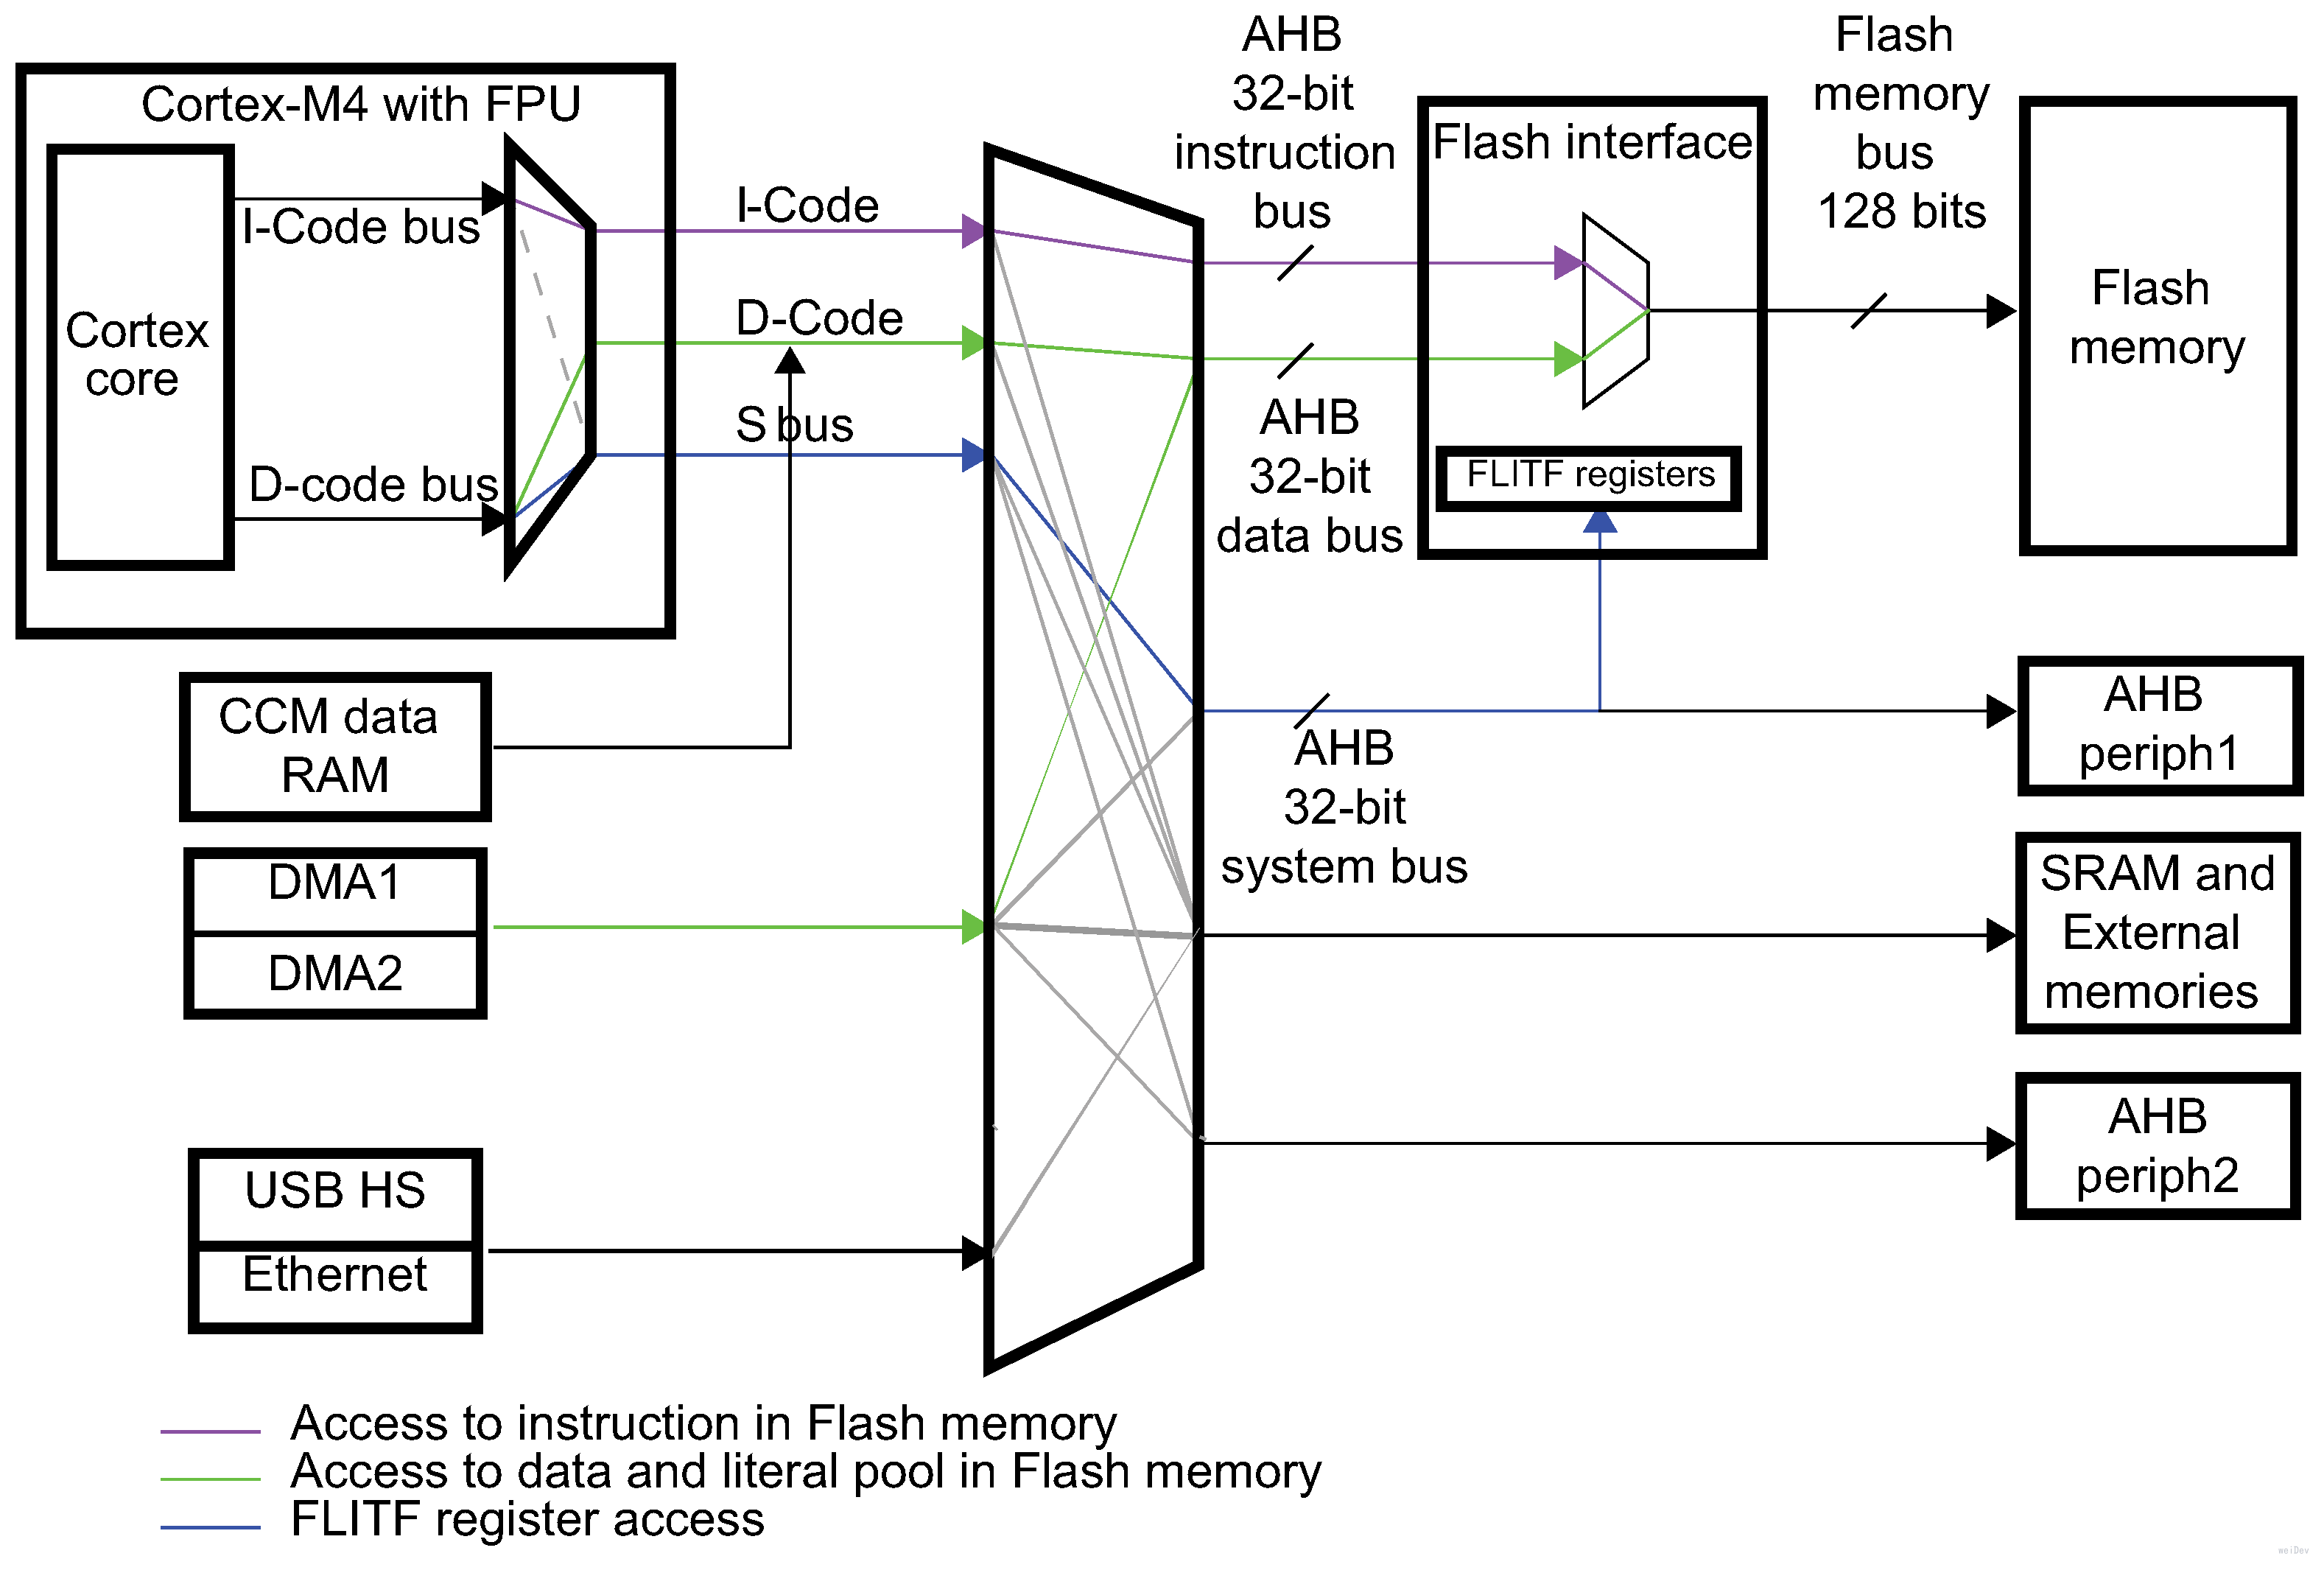 Cortex-M4 with FPU
Cortex
core
I-Code bus
D-code bus
I-Code
D-Code
S bus
AHB
32-bit
instruction
bus
AHB
32-bit
data bus
AHB
32-bit
system bus
Flash interface
FLITF registers
Flash
memory
bus
128 bits
Flash
memory
CCM data
RAM
DMA1
DMA2
USB HS
Ethernet
AHB
periph1
SRAM and
External
memories
AHB
periph2
Access to instruction in Flash memory
Access to data and literal pool in Flash memory
FLITF register access
weiDev